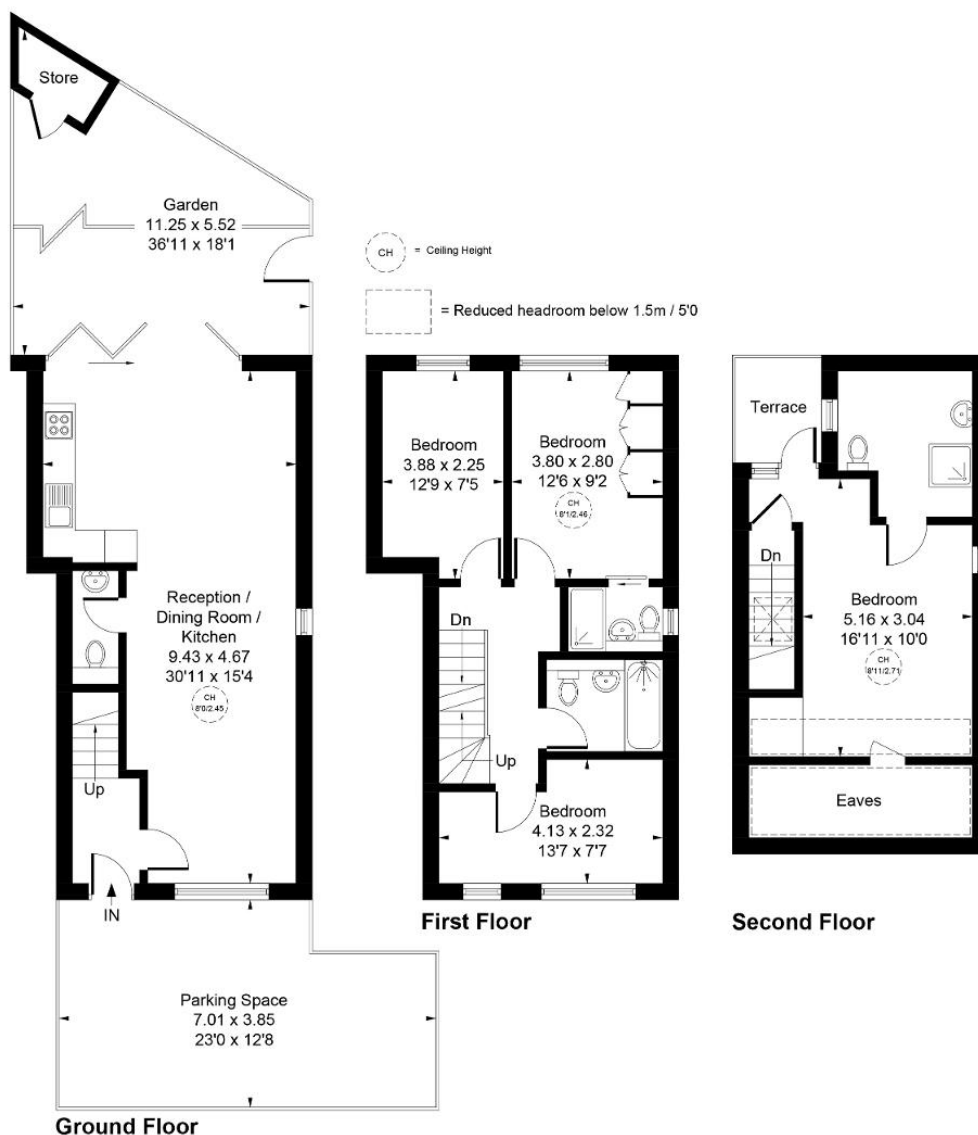 Store
Garden
11.25 x 5.52
36'11 x 18'1
CH
= Ceiling Height
= Reduced headroom below 1.5m / 5'0
Reception /
Dining Room /
Kitchen
9.43 x 4.67
30'11 x 15'4
CH
8'0/2.45
Up
IN
Parking Space
7.01 x 3.85
23'0 x 12'8
Ground Floor
Bedroom
3.88 x 2.25
12'9 x 7'5
Bedroom
3.80 x 2.80
12'6 x 9'2
CH
8'1/2.46
Dn
Up
Bedroom
4.13 x 2.32
13'7 x 7'7
First Floor
Terrace
Dn
Bedroom
5.16 x 3.04
16'11 x 10'0
CH
8'11/2.71
Eaves
Second Floor